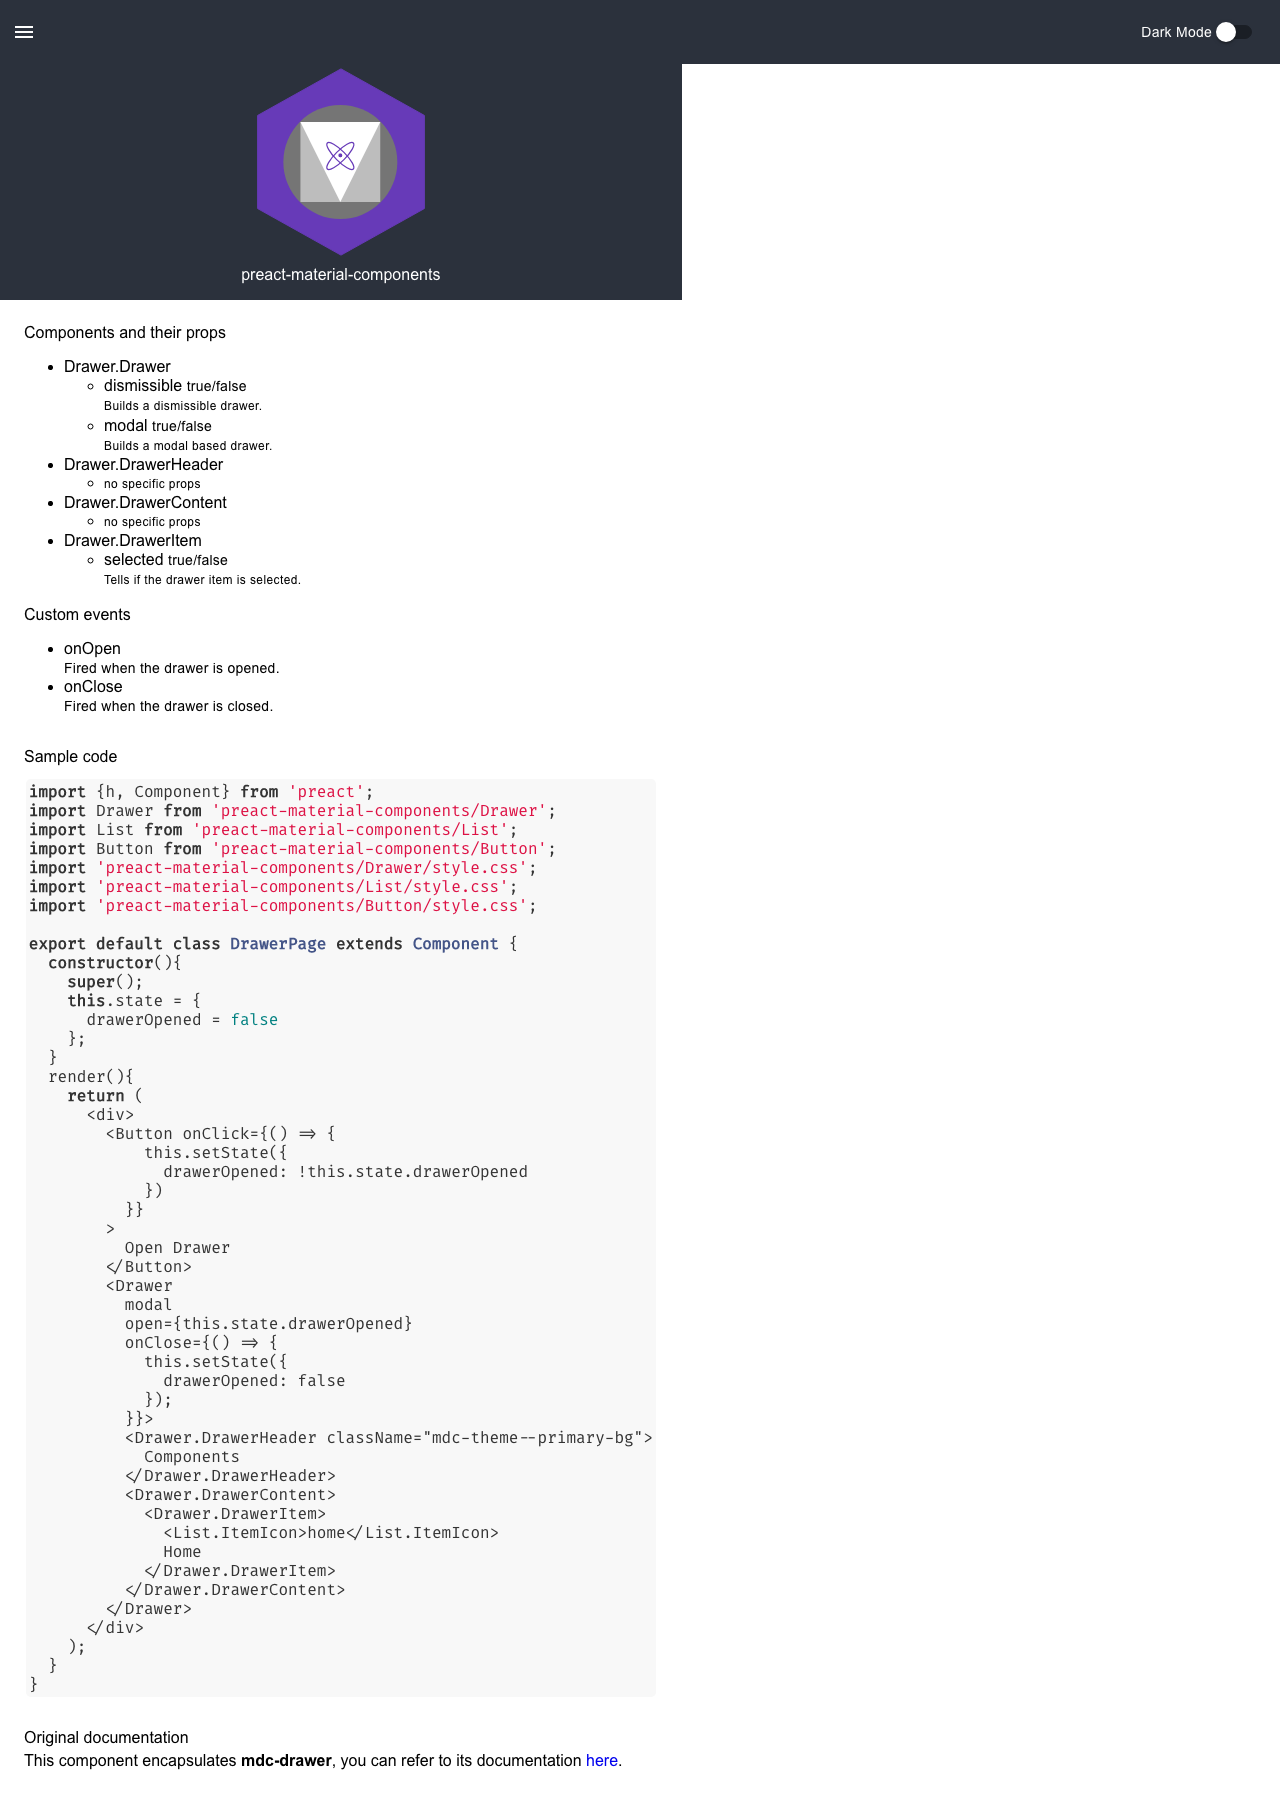 Dark Mode
preact-material-components
Components and their props
Drawer.Drawer
dismissible true/false
Builds a dismissible drawer.
modal true/false
Builds a modal based drawer.
Drawer.DrawerHeader
no specific props
Drawer.DrawerContent
no specific props
Drawer.DrawerItem
selected true/false
Tells if the drawer item is selected.
Custom events
onOpen
Fired when the drawer is opened.
onClose
Fired when the drawer is closed.
Sample code
import {h, Component} from 'preact';
import Drawer from 'preact-material-components/Drawer';
import List from 'preact-material-components/List';
import Button from 'preact-material-components/Button';
import 'preact-material-components/Drawer/style.css';
import 'preact-material-components/List/style.css';
import 'preact-material-components/Button/style.css';
export default class DrawerPage extends Component {
  constructor(){
    super();
    this.state = {
      drawerOpened = false
    };
  }
  render(){
    return (
      <div>
        <Button onClick={() => {
            this.setState({
              drawerOpened: !this.state.drawerOpened
            })
          }}
        >
          Open Drawer
        </Button>
        <Drawer
          modal
          open={this.state.drawerOpened}
          onClose={() => {
            this.setState({
              drawerOpened: false
            });
          }}>
          <Drawer.DrawerHeader className="mdc-theme--primary-bg">
            Components
          </Drawer.DrawerHeader>
          <Drawer.DrawerContent>
            <Drawer.DrawerItem>
              <List.ItemIcon>home</List.ItemIcon>
              Home
            </Drawer.DrawerItem>
          </Drawer.DrawerContent>
        </Drawer>
      </div>
    );
  }
}
Original documentation
This component encapsulates mdc-drawer, you can refer to its documentation here.